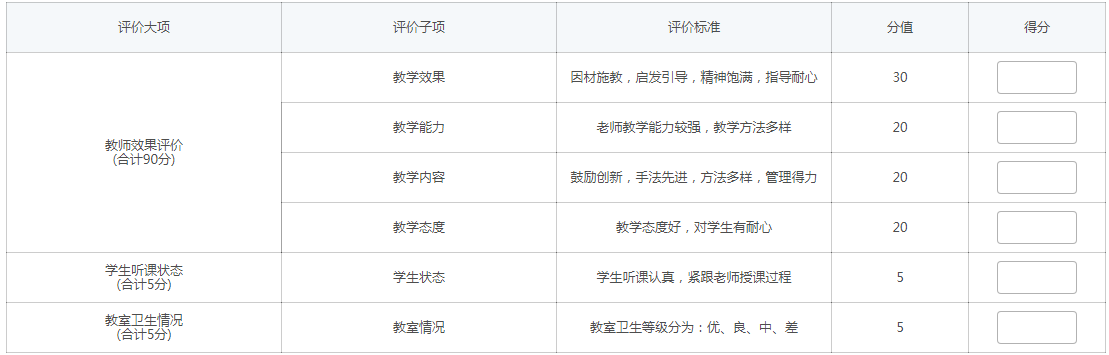 评价大项 评价子项 评价标准 分值 得分
教学效果 因材施教，启发引导，精神饱满，指导耐心 30
教学能力 老师教学能力较强，教学方法多样 20
教师效果评价
(合计90分)
教学内容 鼓励创新，手法先进，方法多样，管理得力 20
教学态度 教学态度好，对学生有耐心 20
学生听课状态
(合计5分)
学生状态 学生听课认真，紧跟老师授课过程 5
教室卫生情况
(合计5分)
教室情况 教室卫生等级分为：优、良、中、差 5